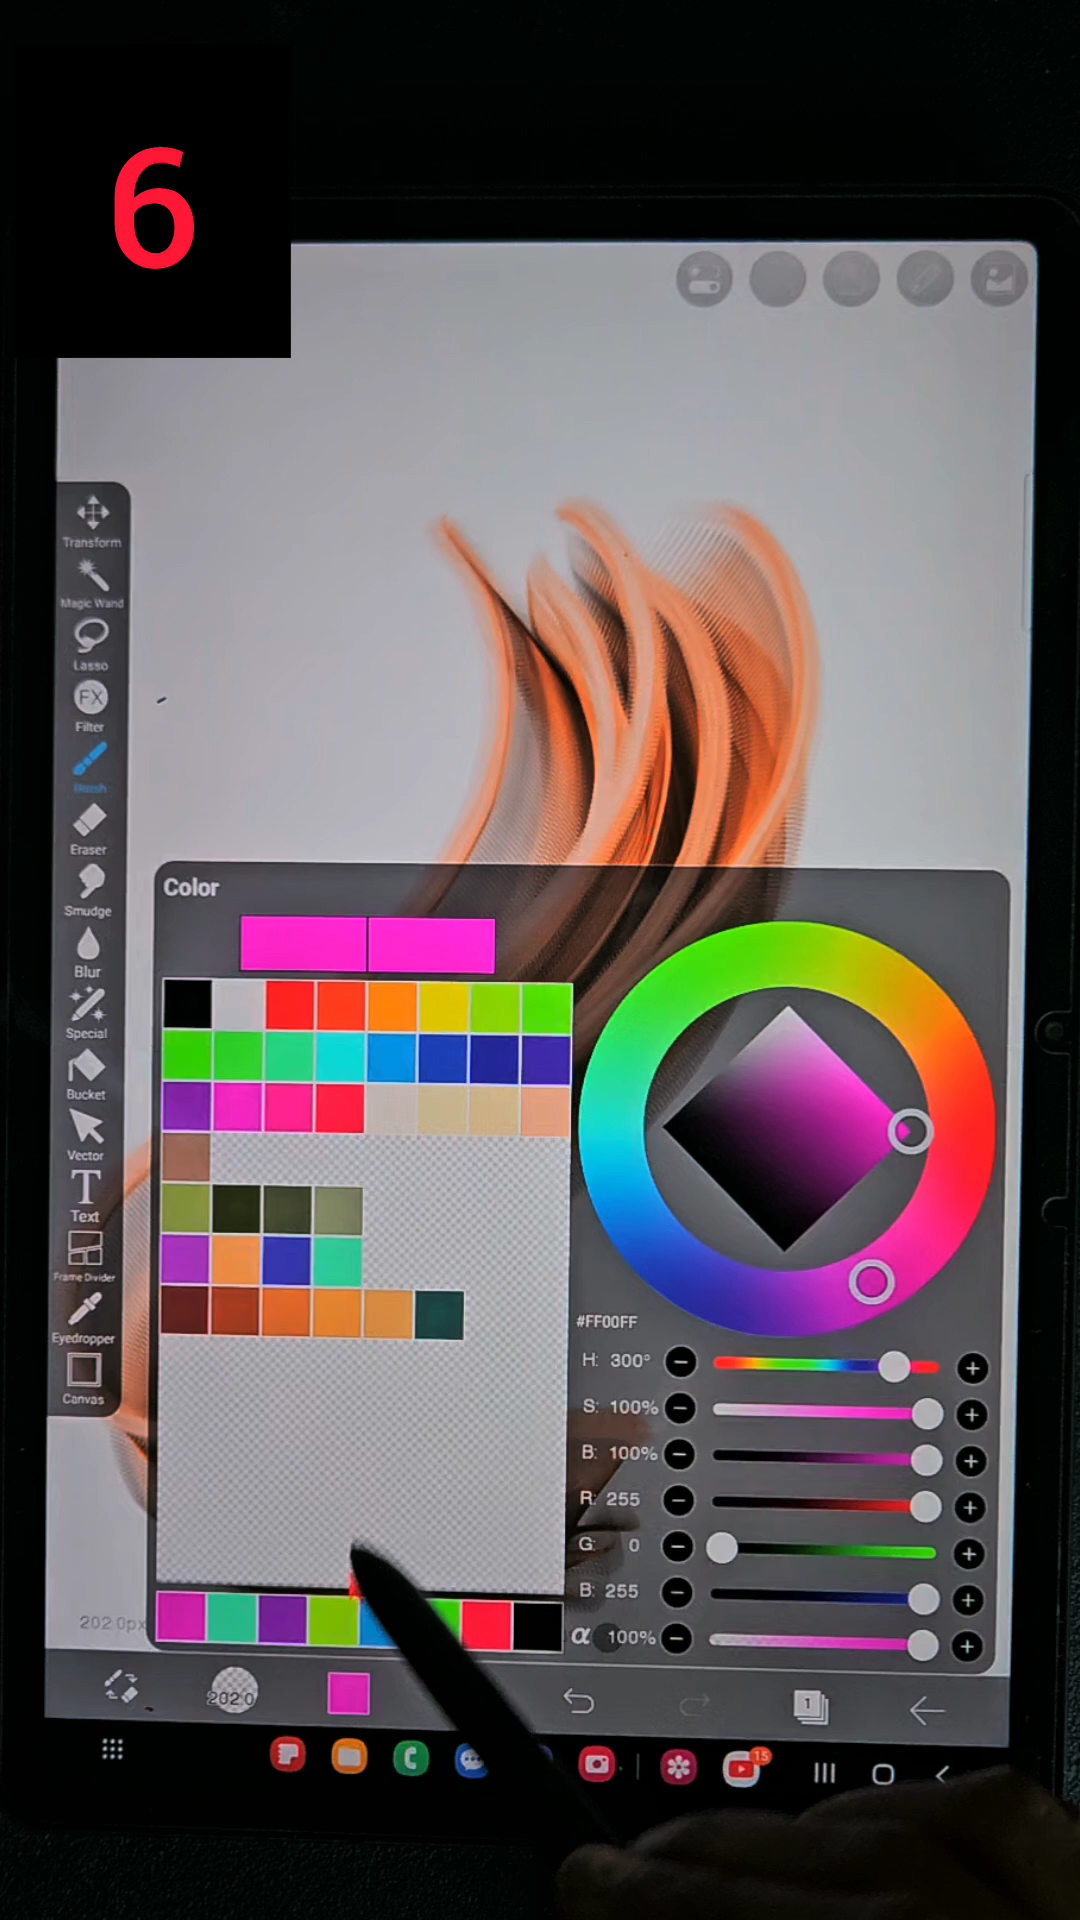 6
Transform
Magic Wand
Lasso
FX
Filter
Brush
Eraser
Smudge
Blur
Special
Bucket
Vector
T
Text
Frame Divider
Eyedropper
Canvas
Color
#FF00FF
H: 300°
S: 100%
B: 100%
R: 255
G: 0
B: 255
α 100%
202.0px
202.0
1
15